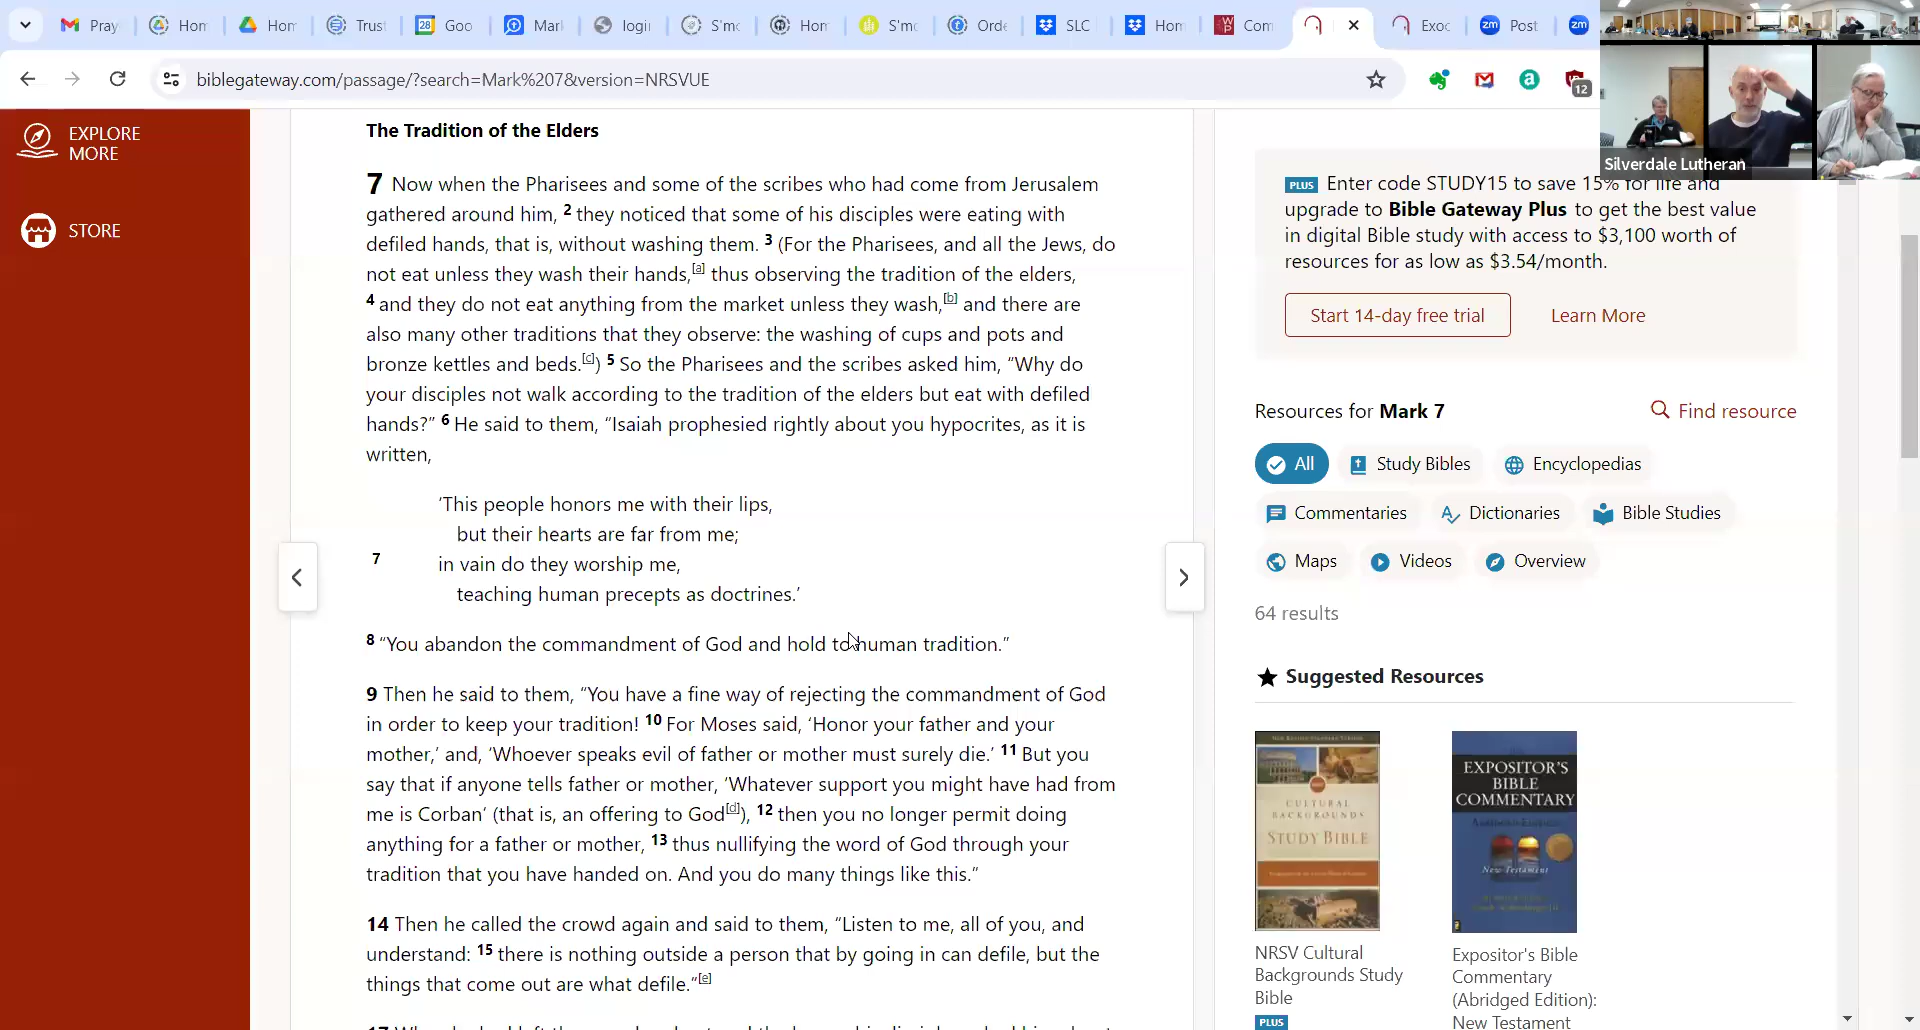 Pray
Hom
Hom
Trust
28
Goo
Mark
login
S'mo
Hom
S'mo
Orde
SLC
Hom
Com
Exod
zm Post
zm
biblegateway.com/passage/?search=Mark%207&version=NRSVUE
a
12
Silverdale Lutheran
EXPLORE
MORE
STORE
The Tradition of the Elders
7 Now when the Pharisees and some of the scribes who had come from Jerusalem
gathered around him, 2 they noticed that some of his disciples were eating with
defiled hands, that is, without washing them. 3 (For the Pharisees, and all the Jews, do
not eat unless they wash their hands,[a] thus observing the tradition of the elders,
4 and they do not eat anything from the market unless they wash,[b] and there are
also many other traditions that they observe: the washing of cups and pots and
bronze kettles and beds.[c]) 5 So the Pharisees and the scribes asked him, “Why do
your disciples not walk according to the tradition of the elders but eat with defiled
hands?” 6 He said to them, “Isaiah prophesied rightly about you hypocrites, as it is
written,
‘This people honors me with their lips,
but their hearts are far from me;
7 in vain do they worship me,
teaching human precepts as doctrines.’
8 “You abandon the commandment of God and hold to human tradition.”
9 Then he said to them, “You have a fine way of rejecting the commandment of God
in order to keep your tradition! 10 For Moses said, ‘Honor your father and your
mother,’ and, ‘Whoever speaks evil of father or mother must surely die.’ 11 But you
say that if anyone tells father or mother, ‘Whatever support you might have had from
me is Corban’ (that is, an offering to God[d]), 12 then you no longer permit doing
anything for a father or mother, 13 thus nullifying the word of God through your
tradition that you have handed on. And you do many things like this.”
14 Then he called the crowd again and said to them, “Listen to me, all of you, and
understand: 15 there is nothing outside a person that by going in can defile, but the
things that come out are what defile.”[e]
PLUS Enter code STUDY15 to save 15% for life and
upgrade to Bible Gateway Plus to get the best value
in digital Bible study with access to $3,100 worth of
resources for as low as $3.54/month.
Start 14-day free trial
Learn More
Resources for Mark 7
Find resource
All
Study Bibles
Encyclopedias
Commentaries
Dictionaries
Bible Studies
Maps
Videos
Overview
64 results
Suggested Resources
CULTURAL
BACKGROUNDS
STUDY BIBLE
EXPOSITOR'S
BIBLE
COMMENTARY
New Testament
NRSV Cultural
Backgrounds Study
Bible
PLUS
Expositor's Bible
Commentary
(Abridged Edition):
New Testament